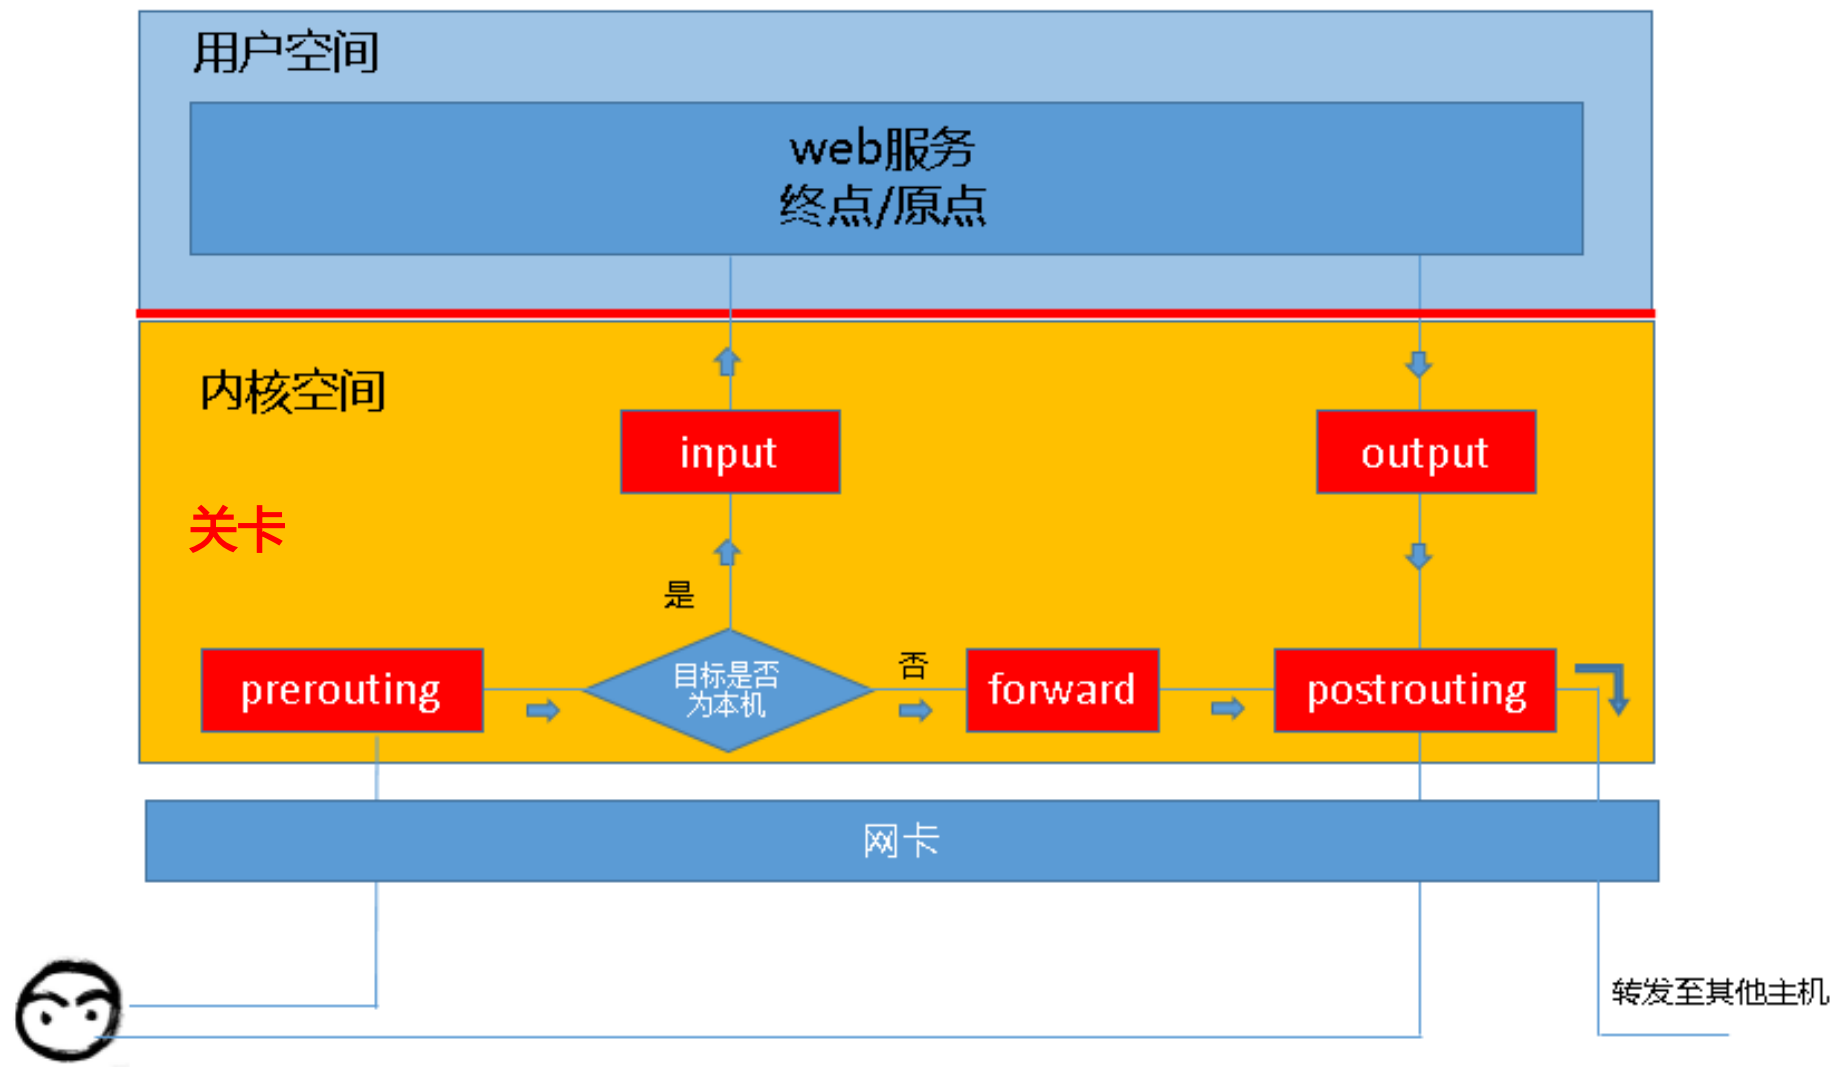 用户空间
web服务
终点/原点
内核空间
input
output
关卡
是
prerouting
目标是否
为本机
否
forward
postrouting
网卡
转发至其他主机